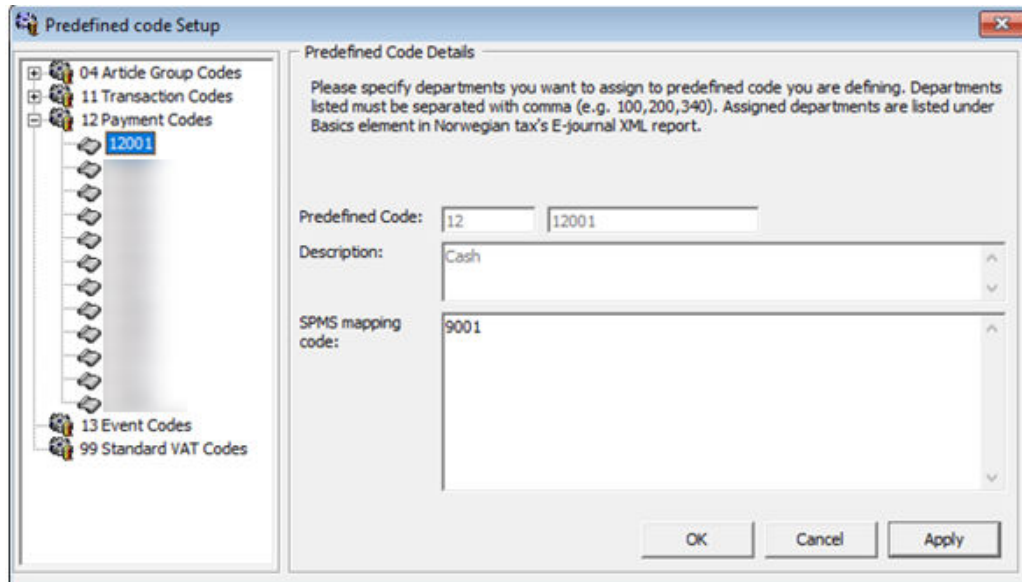 Predefined code Setup
04 Article Group Codes
11 Transaction Codes
12 Payment Codes
12001
13 Event Codes
99 Standard VAT Codes
Predefined Code Details
Please specify departments you want to assign to predefined code you are defining. Departments
listed must be separated with comma (e.g. 100,200,340). Assigned departments are listed under
Basics element in Norwegian tax's E-journal XML report.
Predefined Code: 12 12001
Description: Cash
SPMS mapping 9001
code:
OK Cancel Apply